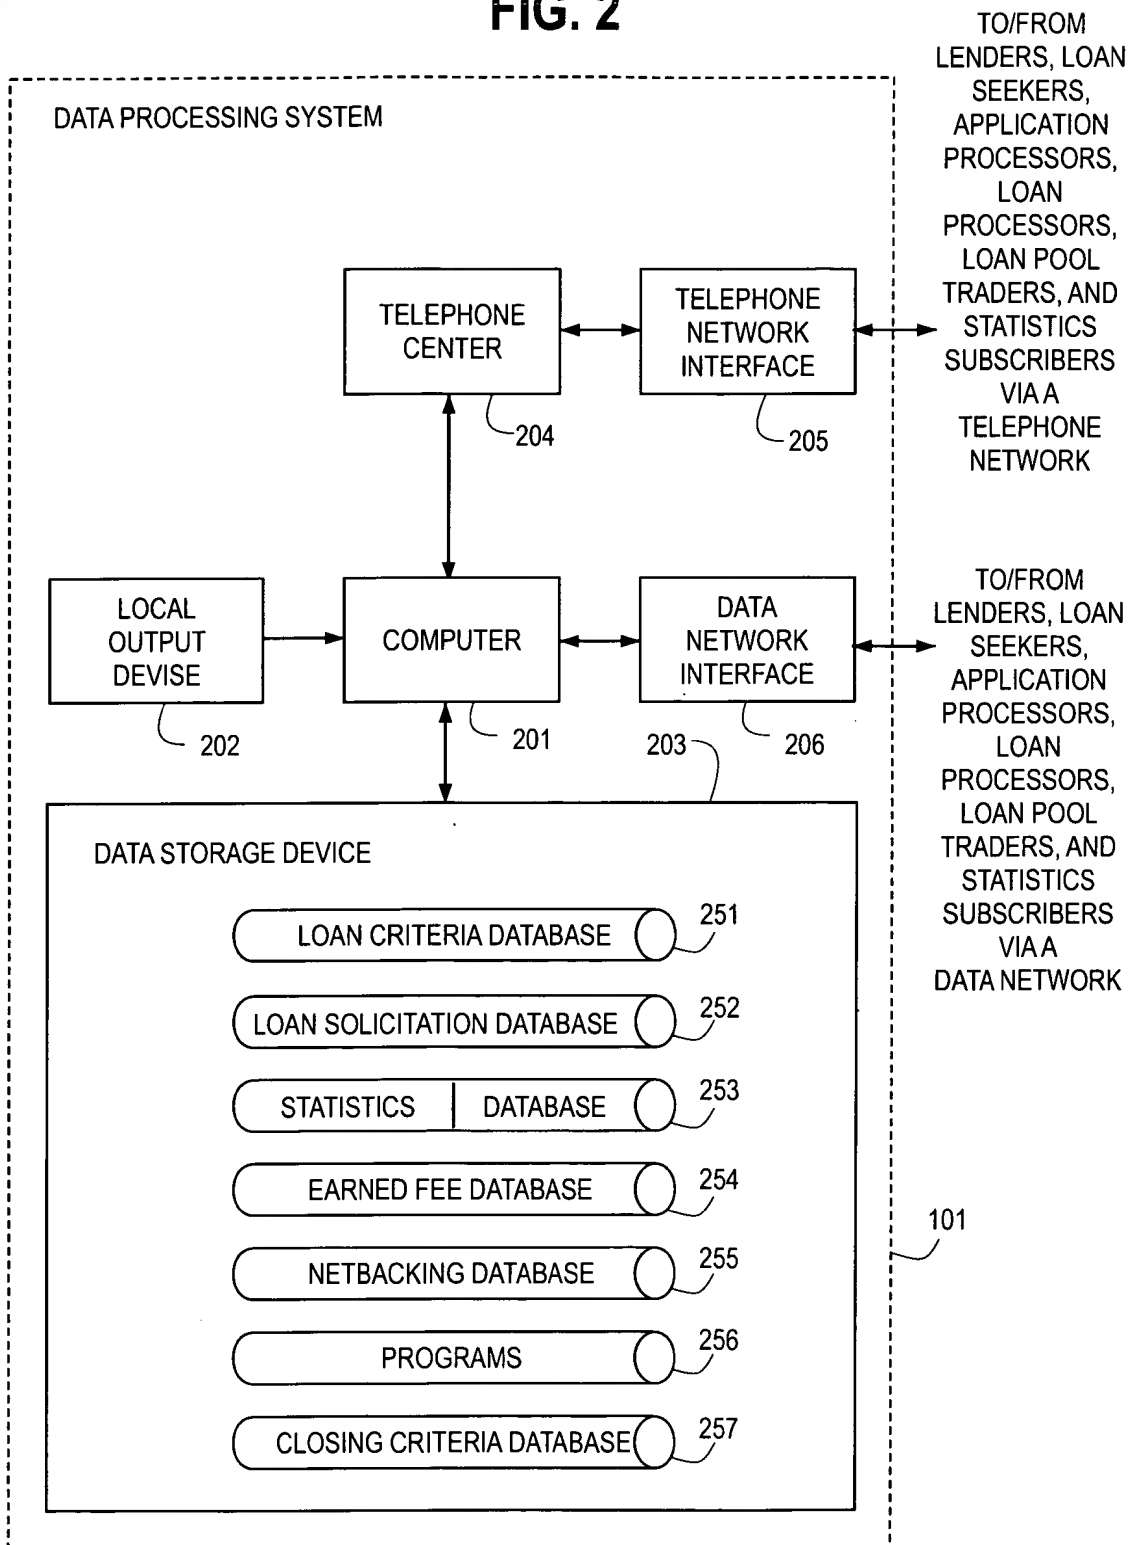 FIG. 2
DATA PROCESSING SYSTEM
TO/FROM
LENDERS, LOAN
SEEKERS,
APPLICATION
PROCESSORS,
LOAN
PROCESSORS,
LOAN POOL
TRADERS, AND
STATISTICS
SUBSCRIBERS
VIA A
TELEPHONE
NETWORK
TELEPHONE
CENTER
204
TELEPHONE
NETWORK
INTERFACE
205
LOCAL
OUTPUT
DEVISE
202
COMPUTER
201
DATA
NETWORK
INTERFACE
206
TO/FROM
LENDERS, LOAN
SEEKERS,
APPLICATION
PROCESSORS,
LOAN
PROCESSORS,
LOAN POOL
TRADERS, AND
STATISTICS
SUBSCRIBERS
VIA A
DATA NETWORK
203
DATA STORAGE DEVICE
LOAN CRITERIA DATABASE 251
LOAN SOLICITATION DATABASE 252
STATISTICS DATABASE 253
EARNED FEE DATABASE 254
NETBACKING DATABASE 255
PROGRAMS 256
CLOSING CRITERIA DATABASE 257
101